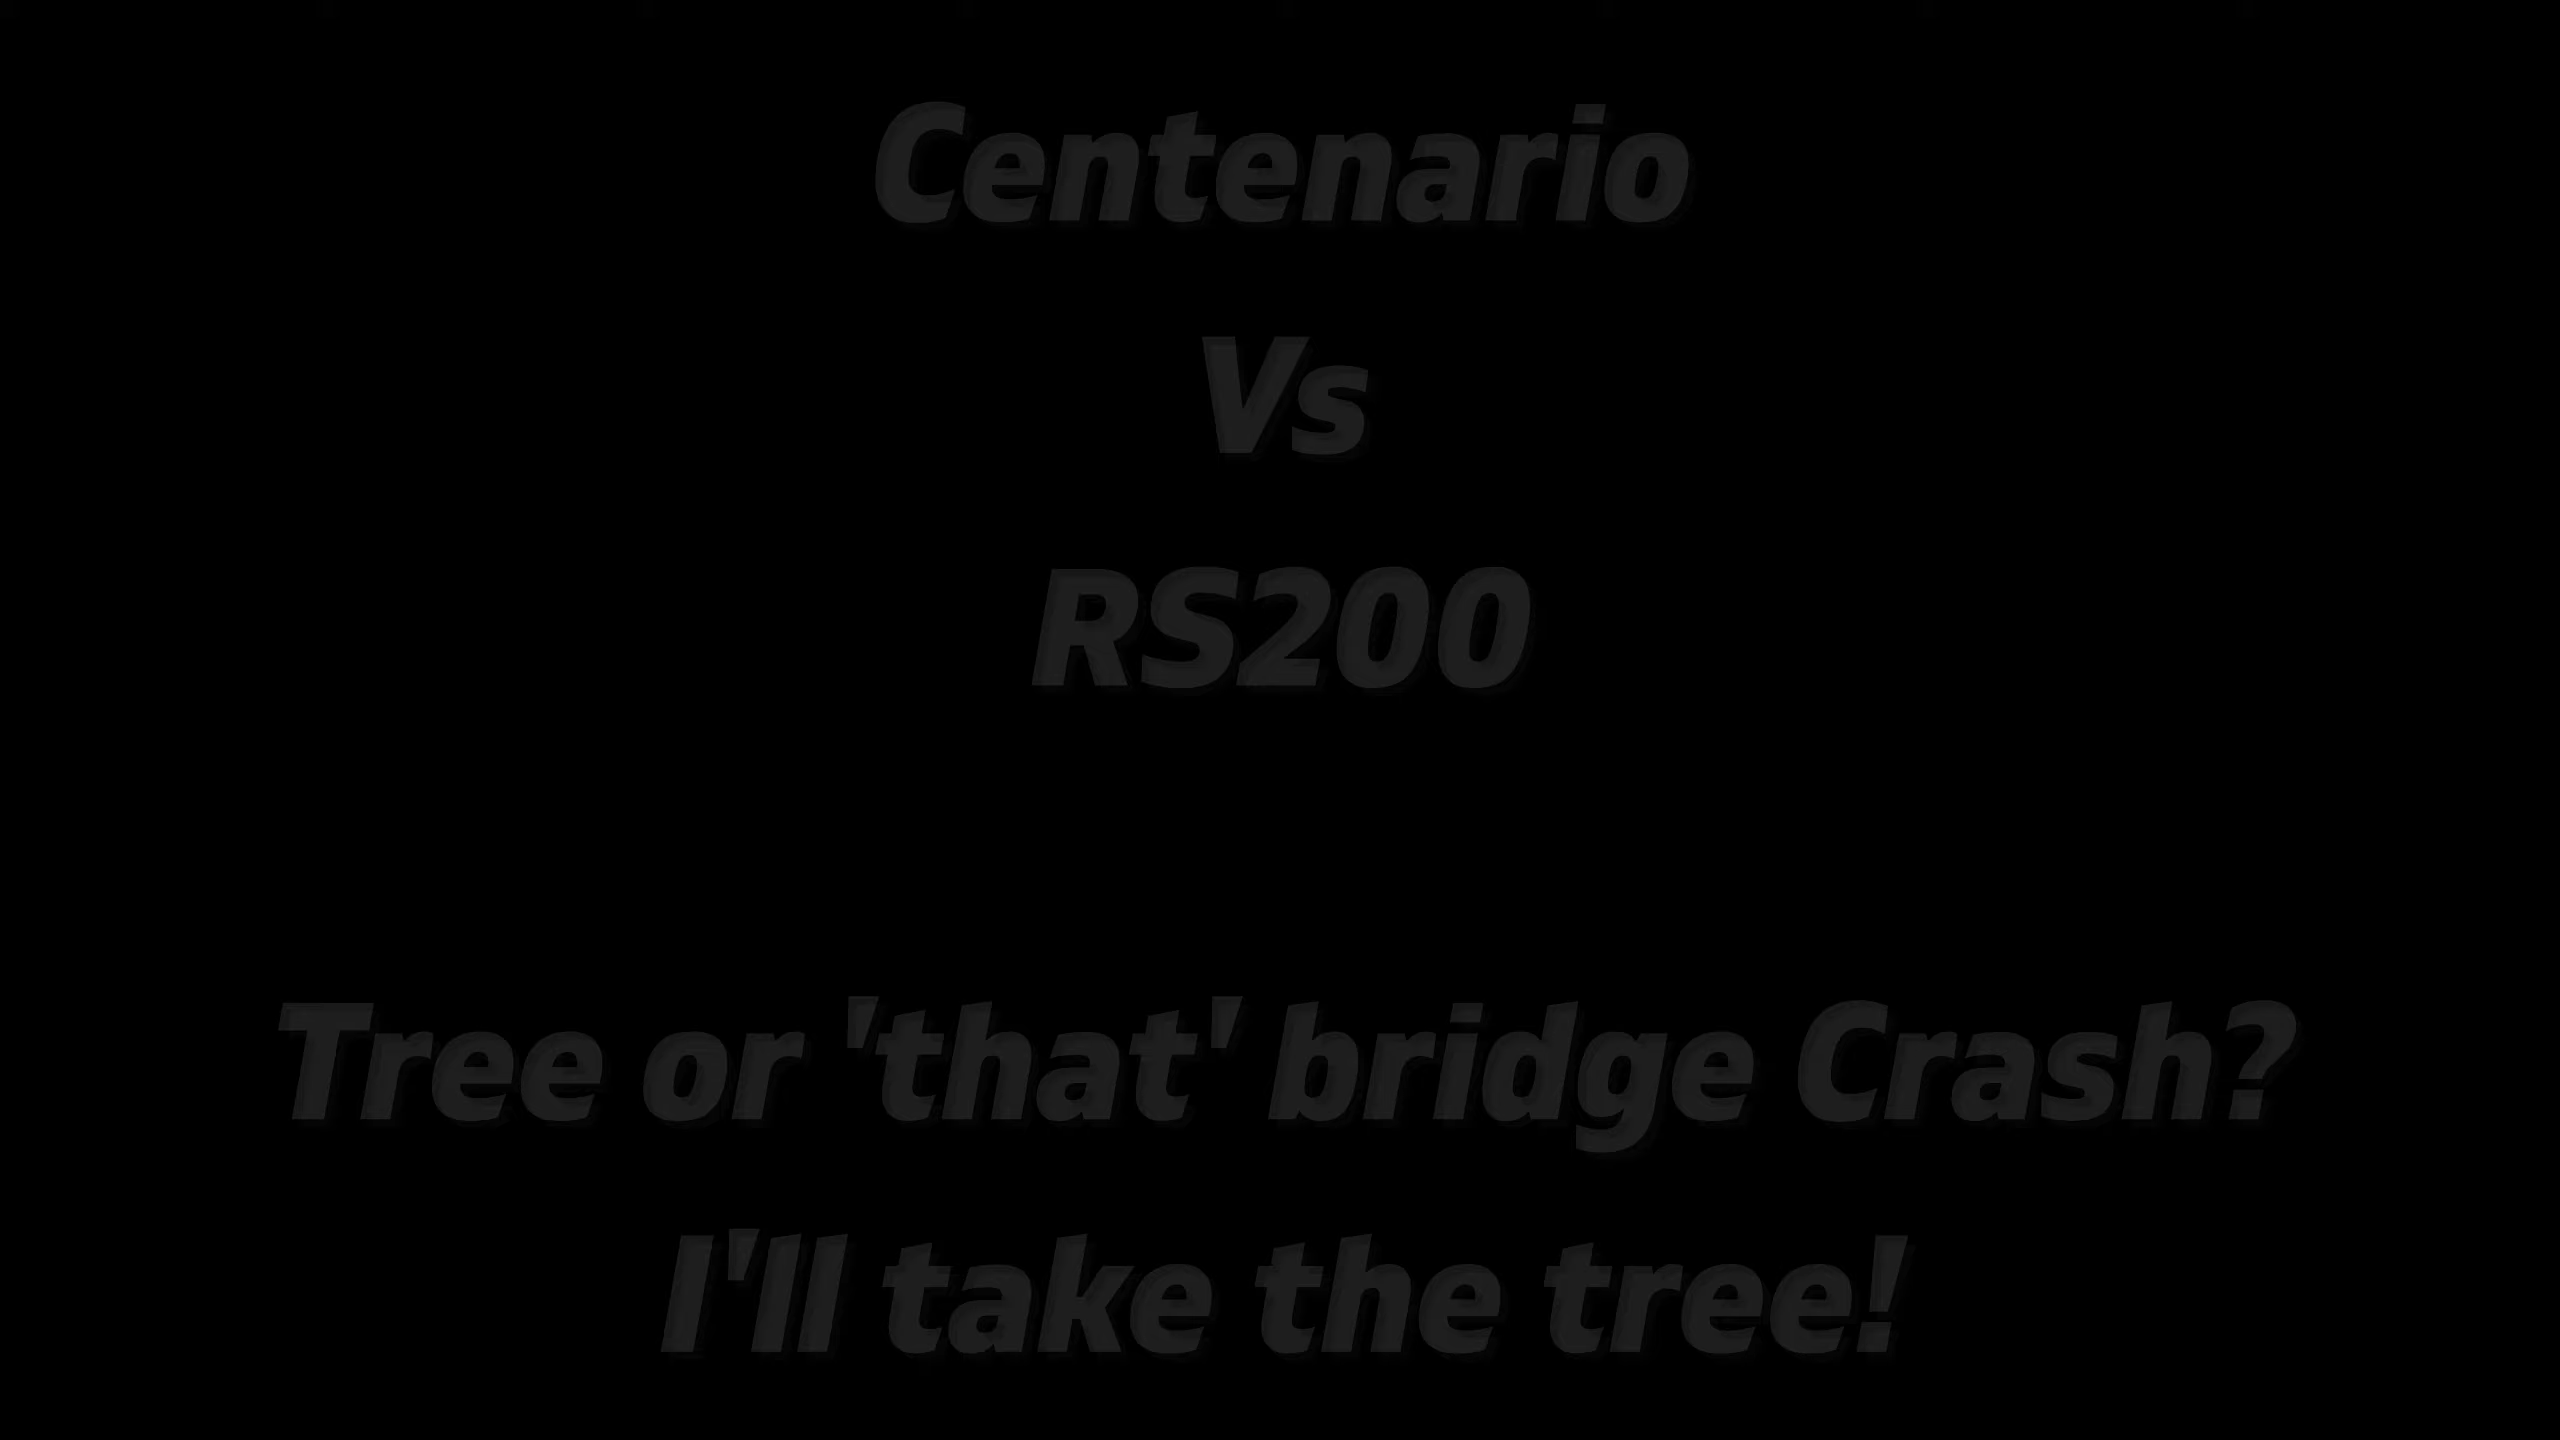 Centenario
Vs
RS200
Tree or 'that' bridge Crash?
I'll take the tree!